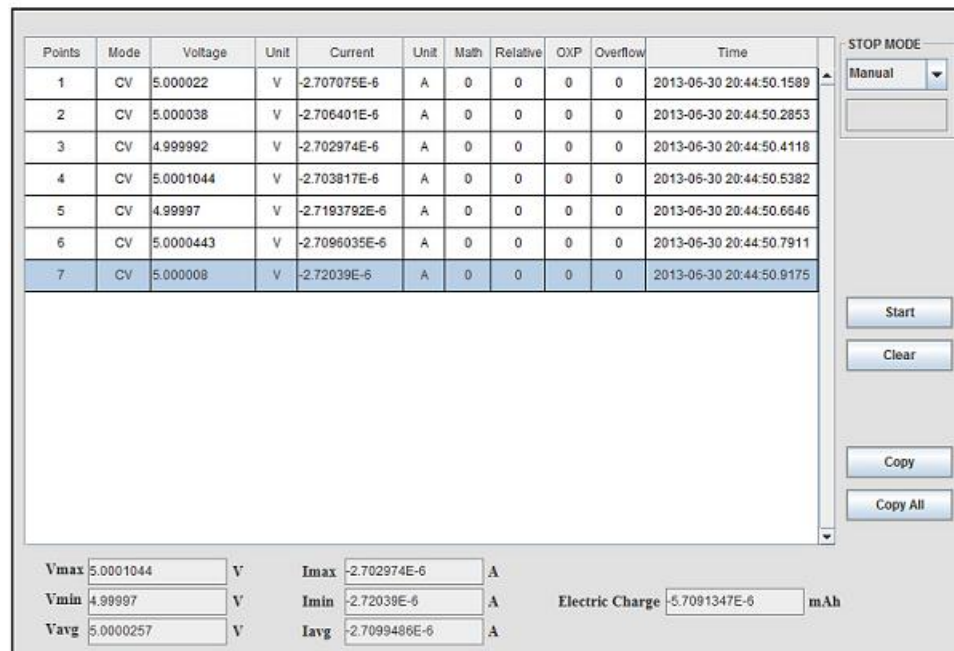 Points Mode Voltage Unit Current Unit Math Relative OXP Overflow Time
1 CV 5.000022 V -2.707075E-6 A 0 0 0 0 2013-06-30 20:44:50.1589
2 CV 5.000038 V -2.706401E-6 A 0 0 0 0 2013-06-30 20:44:50.2853
3 CV 4.999992 V -2.702974E-6 A 0 0 0 0 2013-06-30 20:44:50.4118
4 CV 5.0001044 V -2.703817E-6 A 0 0 0 0 2013-06-30 20:44:50.5382
5 CV 4.99997 V -2.7193792E-6 A 0 0 0 0 2013-06-30 20:44:50.6646
6 CV 5.0000443 V -2.7096035E-6 A 0 0 0 0 2013-06-30 20:44:50.7911
7 CV 5.000008 V -2.72039E-6 A 0 0 0 0 2013-06-30 20:44:50.9175
STOP MODE
Manual
Start
Clear
Copy
Copy All
Vmax 5.0001044 V Imax -2.702974E-6 A
Vmin 4.99997 V Imin -2.72039E-6 A Electric Charge -5.7091347E-6 mAh
Vavg 5.0000257 V Iavg -2.7099486E-6 A